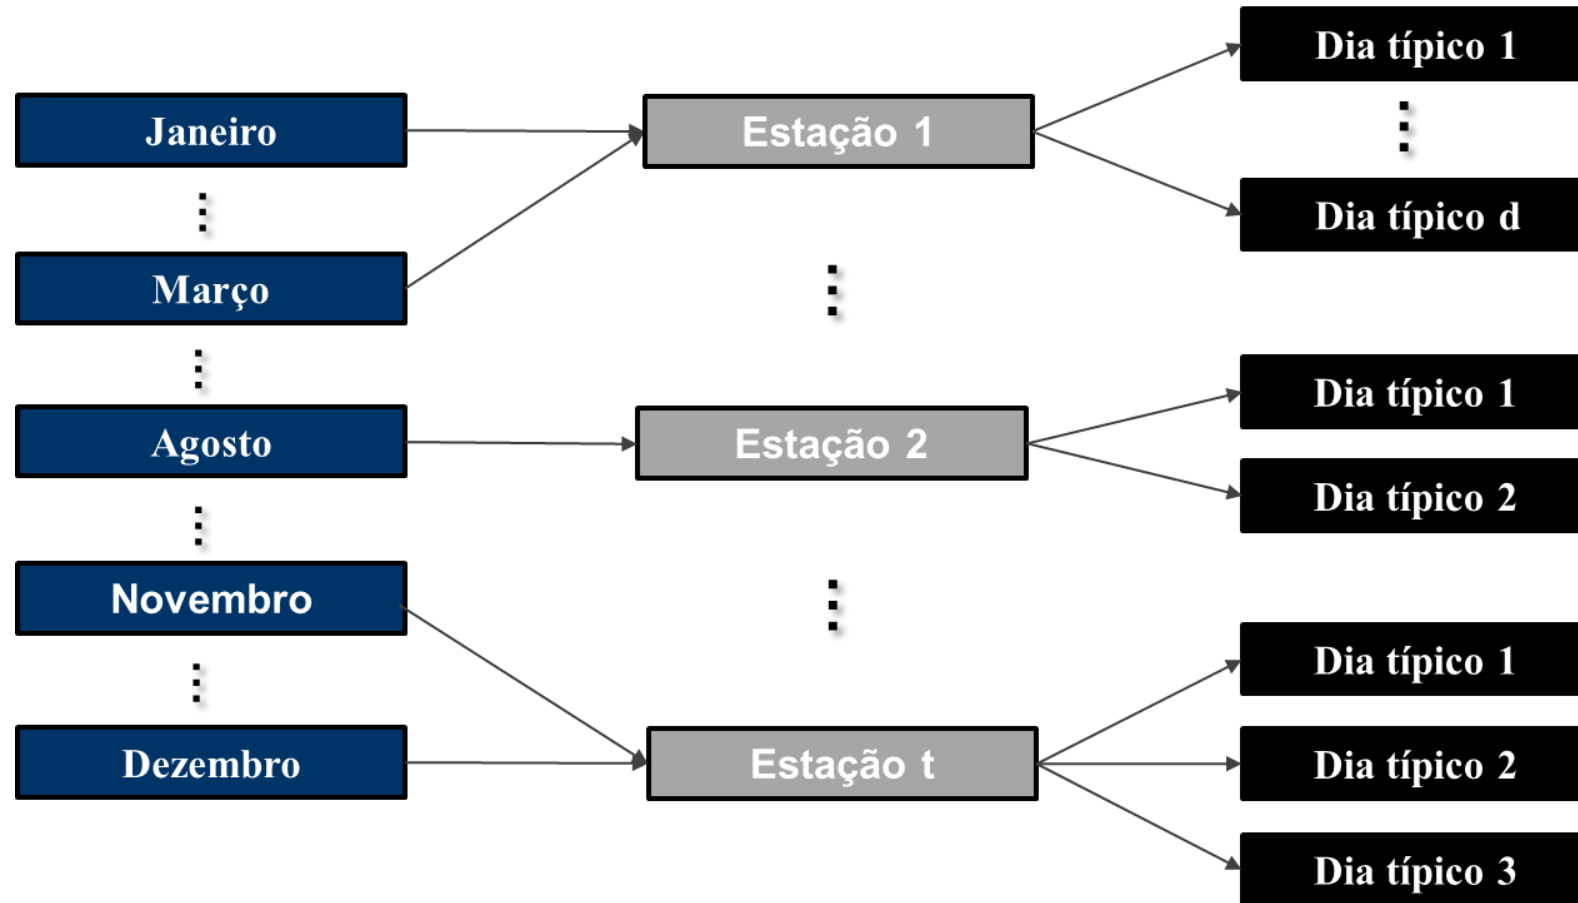 Janeiro
Março
Agosto
Novembro
Dezembro
Estação 1
Estação 2
Estação t
Dia típico 1
Dia típico d
Dia típico 1
Dia típico 2
Dia típico 1
Dia típico 2
Dia típico 3